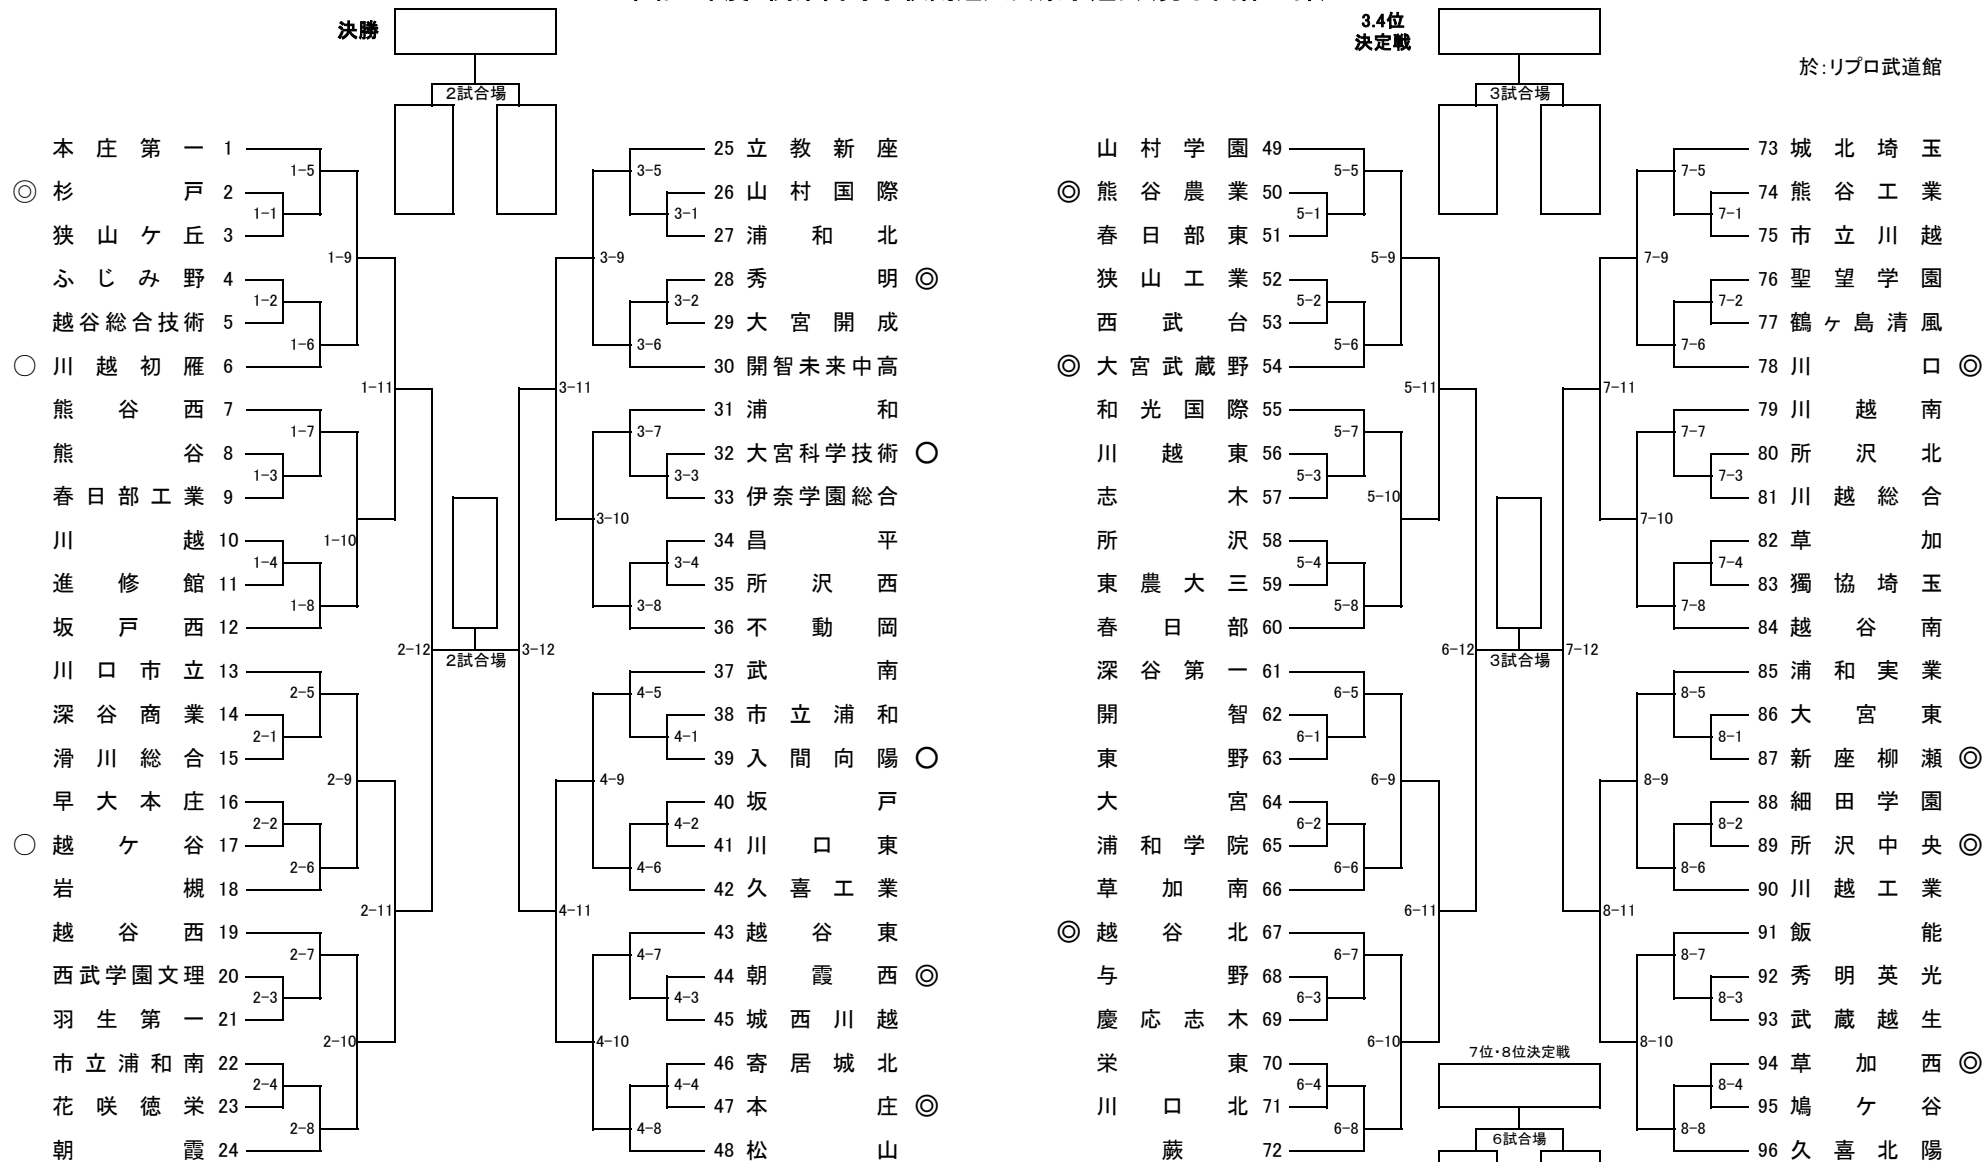 決勝
3.4位
決定戦
於：リプロ武道館
2試合場
3試合場
本庄第一 1
◎ 杉戸 2
狭山ケ丘 3
ふじみ野 4
越谷総合技術 5
○ 川越初雁 6
熊谷西 7
熊谷 8
春日部工業 9
川越 10
進修館 11
坂戸西 12
川口市立 13
深谷商業 14
滑川総合 15
早大本庄 16
○ 越ケ谷 17
岩槻 18
越谷西 19
西武学園文理 20
羽生第一 21
市立浦和南 22
花咲徳栄 23
朝霞 24
1-1
1-2
1-3
1-4
2-1
2-2
2-3
2-4
1-5
1-6
1-7
1-8
2-5
2-6
2-7
2-8
1-9
1-10
2-9
2-10
1-11
2-11
2-12
2試合場
3-12
3-11
4-11
3-9
3-10
4-9
4-10
3-5
3-6
3-7
3-8
4-5
4-6
4-7
4-8
3-1
3-2
3-3
3-4
4-1
4-2
4-3
4-4
25 立教新座
26 山村国際
27 浦和北
28 秀明 ◎
29 大宮開成
30 開智未来中高
31 浦和
32 大宮科学技術 ○
33 伊奈学園総合
34 昌平
35 所沢西
36 不動岡
37 武南
38 市立浦和
39 入間向陽 ○
40 坂戸
41 川口東
42 久喜工業
43 越谷東
44 朝霞西 ◎
45 城西川越
46 寄居城北
47 本庄 ◎
48 松山
山村学園 49
◎ 熊谷農業 50
春日部東 51
狭山工業 52
西武台 53
◎ 大宮武蔵野 54
和光国際 55
川越東 56
志木 57
所沢 58
東農大三 59
春日部 60
深谷第一 61
開智 62
東野 63
大宮 64
浦和学院 65
草加南 66
◎ 越谷北 67
与野 68
慶応志木 69
栄東 70
川口北 71
蕨 72
5-1
5-2
5-3
5-4
6-1
6-2
6-3
6-4
5-5
5-6
5-7
5-8
6-5
6-6
6-7
6-8
5-9
5-10
6-9
6-10
5-11
6-11
6-12
3試合場
7-12
7-11
8-11
7-9
7-10
8-9
8-10
7-5
7-6
7-7
7-8
8-5
8-6
8-7
8-8
7-1
7-2
7-3
7-4
8-1
8-2
8-3
8-4
73 城北埼玉
74 熊谷工業
75 市立川越
76 聖望学園
77 鶴ヶ島清風
78 川口 ◎
79 川越南
80 所沢北
81 川越総合
82 草加
83 獨協埼玉
84 越谷南
85 浦和実業
86 大宮東
87 新座柳瀬 ◎
88 細田学園
89 所沢中央 ◎
90 川越工業
91 飯能
92 秀明英光
93 武蔵越生
94 草加西 ◎
95 鳩ケ谷
96 久喜北陽
7位・8位決定戦
6試合場